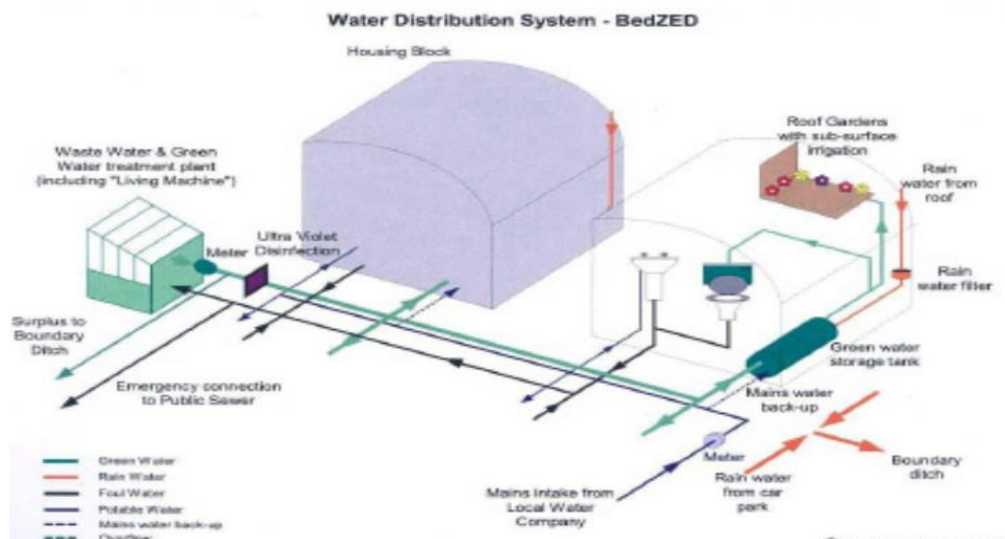 Water Distribution System - BedZED
Housing Block
Roof Gardens
with sub-surface
irrigation
Waste Water & Green
Water treatment plant
(including "Living Machine")
Rain
water from
roof
Meter
Ultra Violet
Disinfection
Rain
water filter
Surplus to
Boundary
Ditch
Green water
storage tank
Emergency connection
to Public Sewer
Mains water
back-up
Meter
Boundary
ditch
Rain water
from car
park
Mains intake from
Local Water
Company
Green Water
Rain Water
Foul Water
Potable Water
Mains water back-up
Overflow